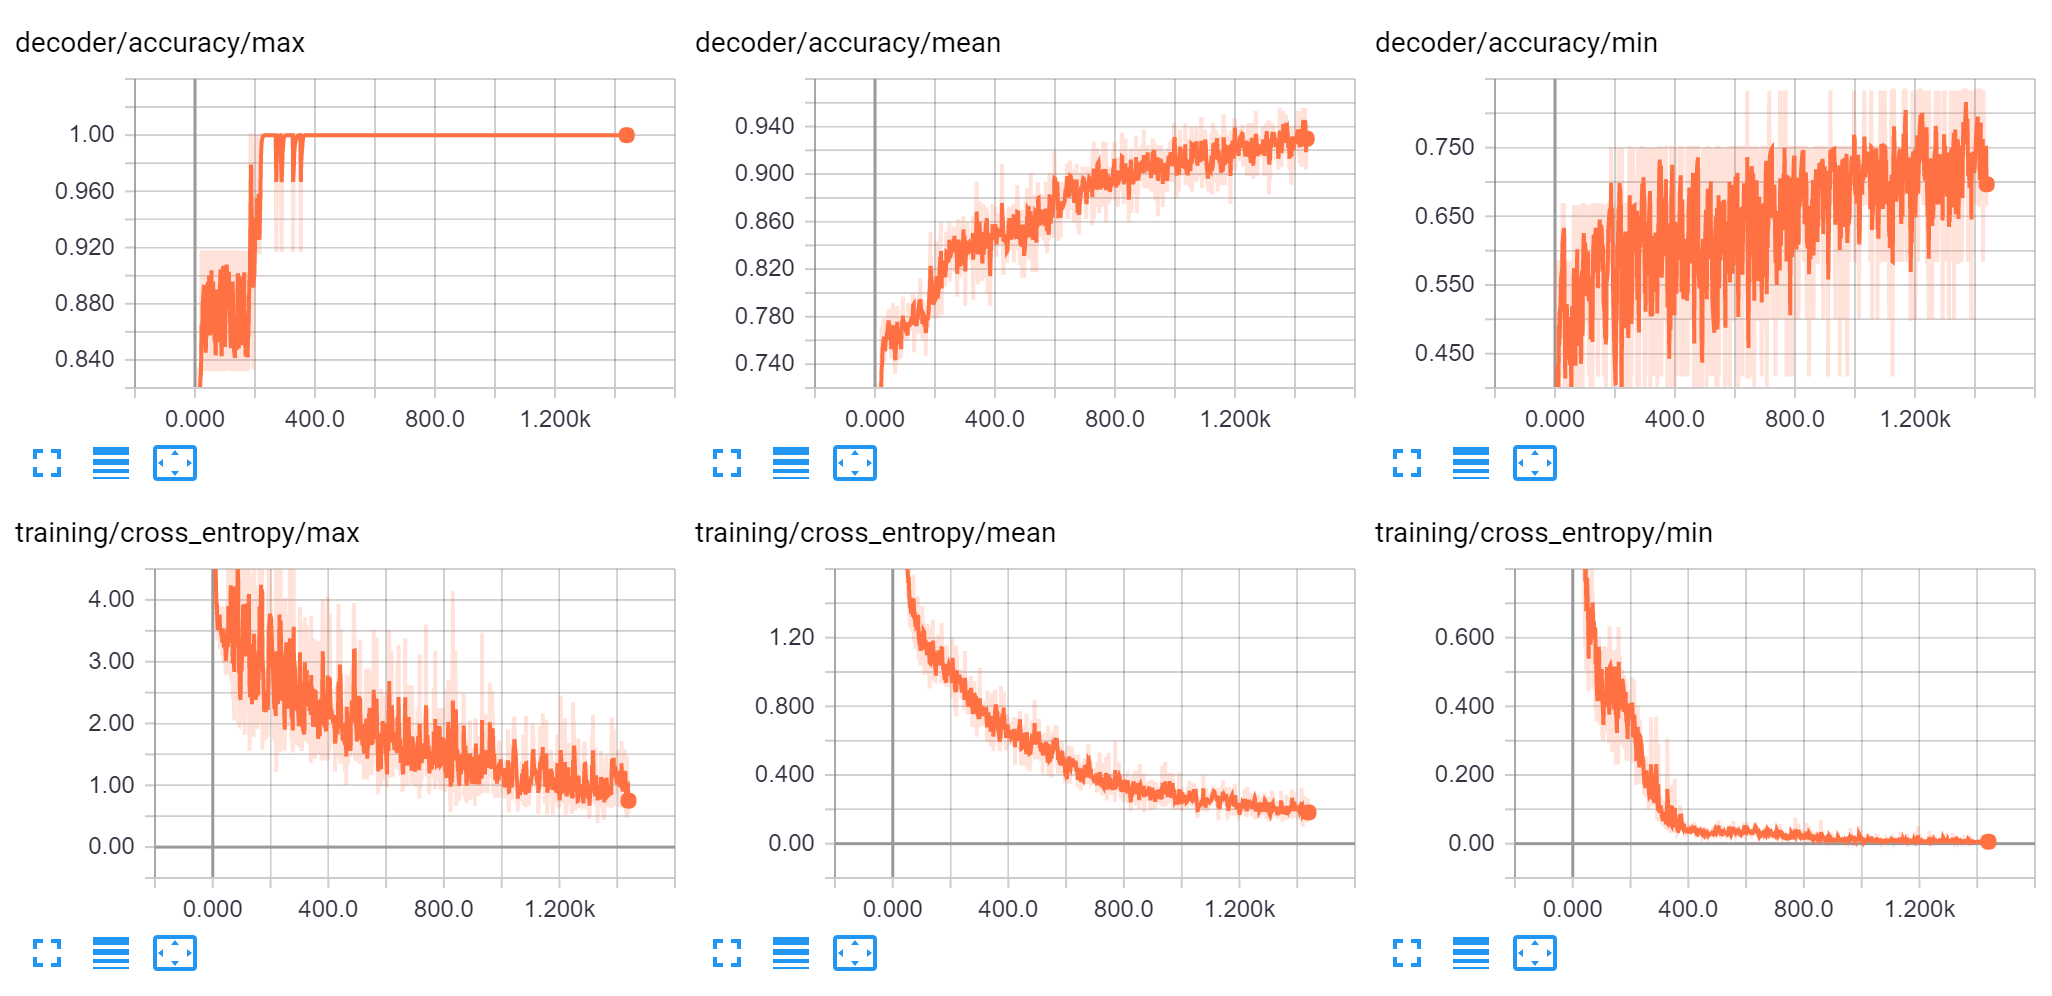 decoder/accuracy/max
1.00
0.960
0.920
0.880
0.840
0.000 400.0 800.0 1.200k
decoder/accuracy/mean
0.940
0.900
0.860
0.820
0.780
0.740
0.000 400.0 800.0 1.200k
decoder/accuracy/min
0.750
0.650
0.550
0.450
0.000 400.0 800.0 1.200k
training/cross_entropy/max
4.00
3.00
2.00
1.00
0.00
0.000 400.0 800.0 1.200k
training/cross_entropy/mean
1.20
0.800
0.400
0.00
0.000 400.0 800.0 1.200k
training/cross_entropy/min
0.600
0.400
0.200
0.00
0.000 400.0 800.0 1.200k